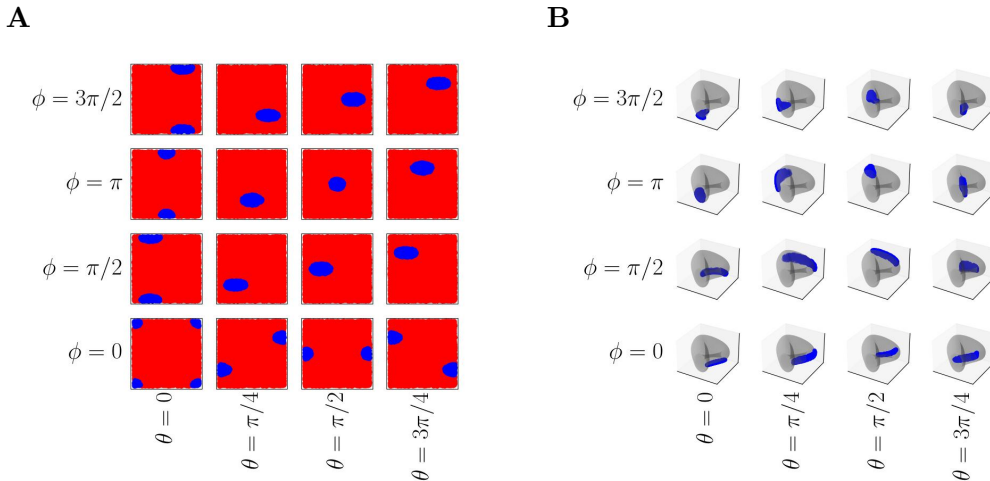 A
B
ϕ = 3π/2
ϕ = π
ϕ = π/2
ϕ = 0
θ = 0
θ = π/4
θ = π/2
θ = 3π/4
ϕ = 3π/2
ϕ = π
ϕ = π/2
ϕ = 0
θ = 0
θ = π/4
θ = π/2
θ = 3π/4